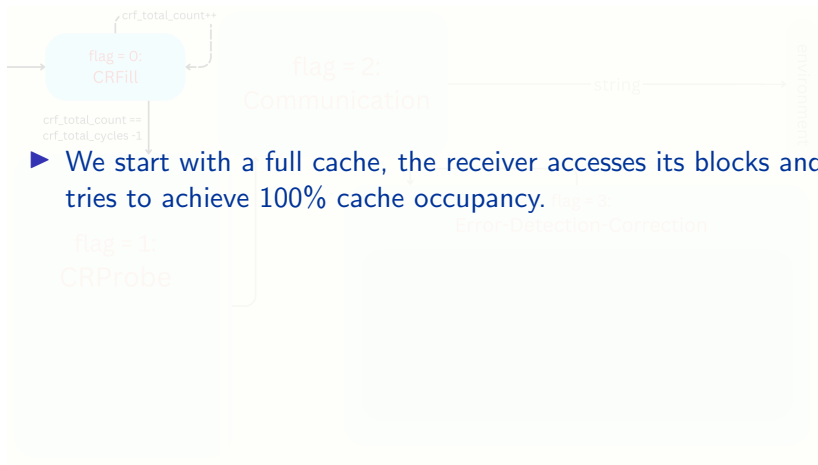 crf_total_count++
flag = 0:
CRFill
flag = 2:
Communication
string
environment
crf_total_count ==
crf_total_cycles -1
► We start with a full cache, the receiver accesses its blocks and
tries to achieve 100% cache occupancy.
flag = 3:
Error-Detection-Correction
flag = 1:
CRProbe